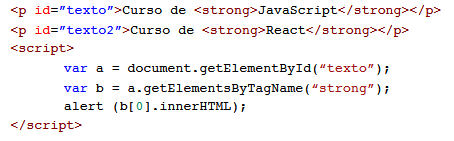 <p id=”texto”>Curso de <strong>JavaScript</strong></p>
<p id=”texto2”>Curso de <strong>React</strong></p>
<script>
var a = document.getElementById(“texto”);
var b = a.getElementsByTagName(“strong”);
alert (b[0].innerHTML);
</script>